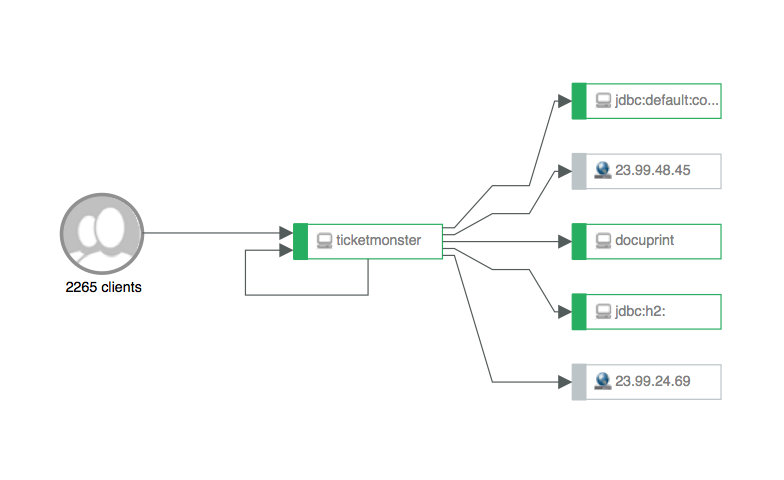 jdbc:default:co...
23.99.48.45
ticketmonster
docuprint
2265 clients
jdbc:h2:
23.99.24.69